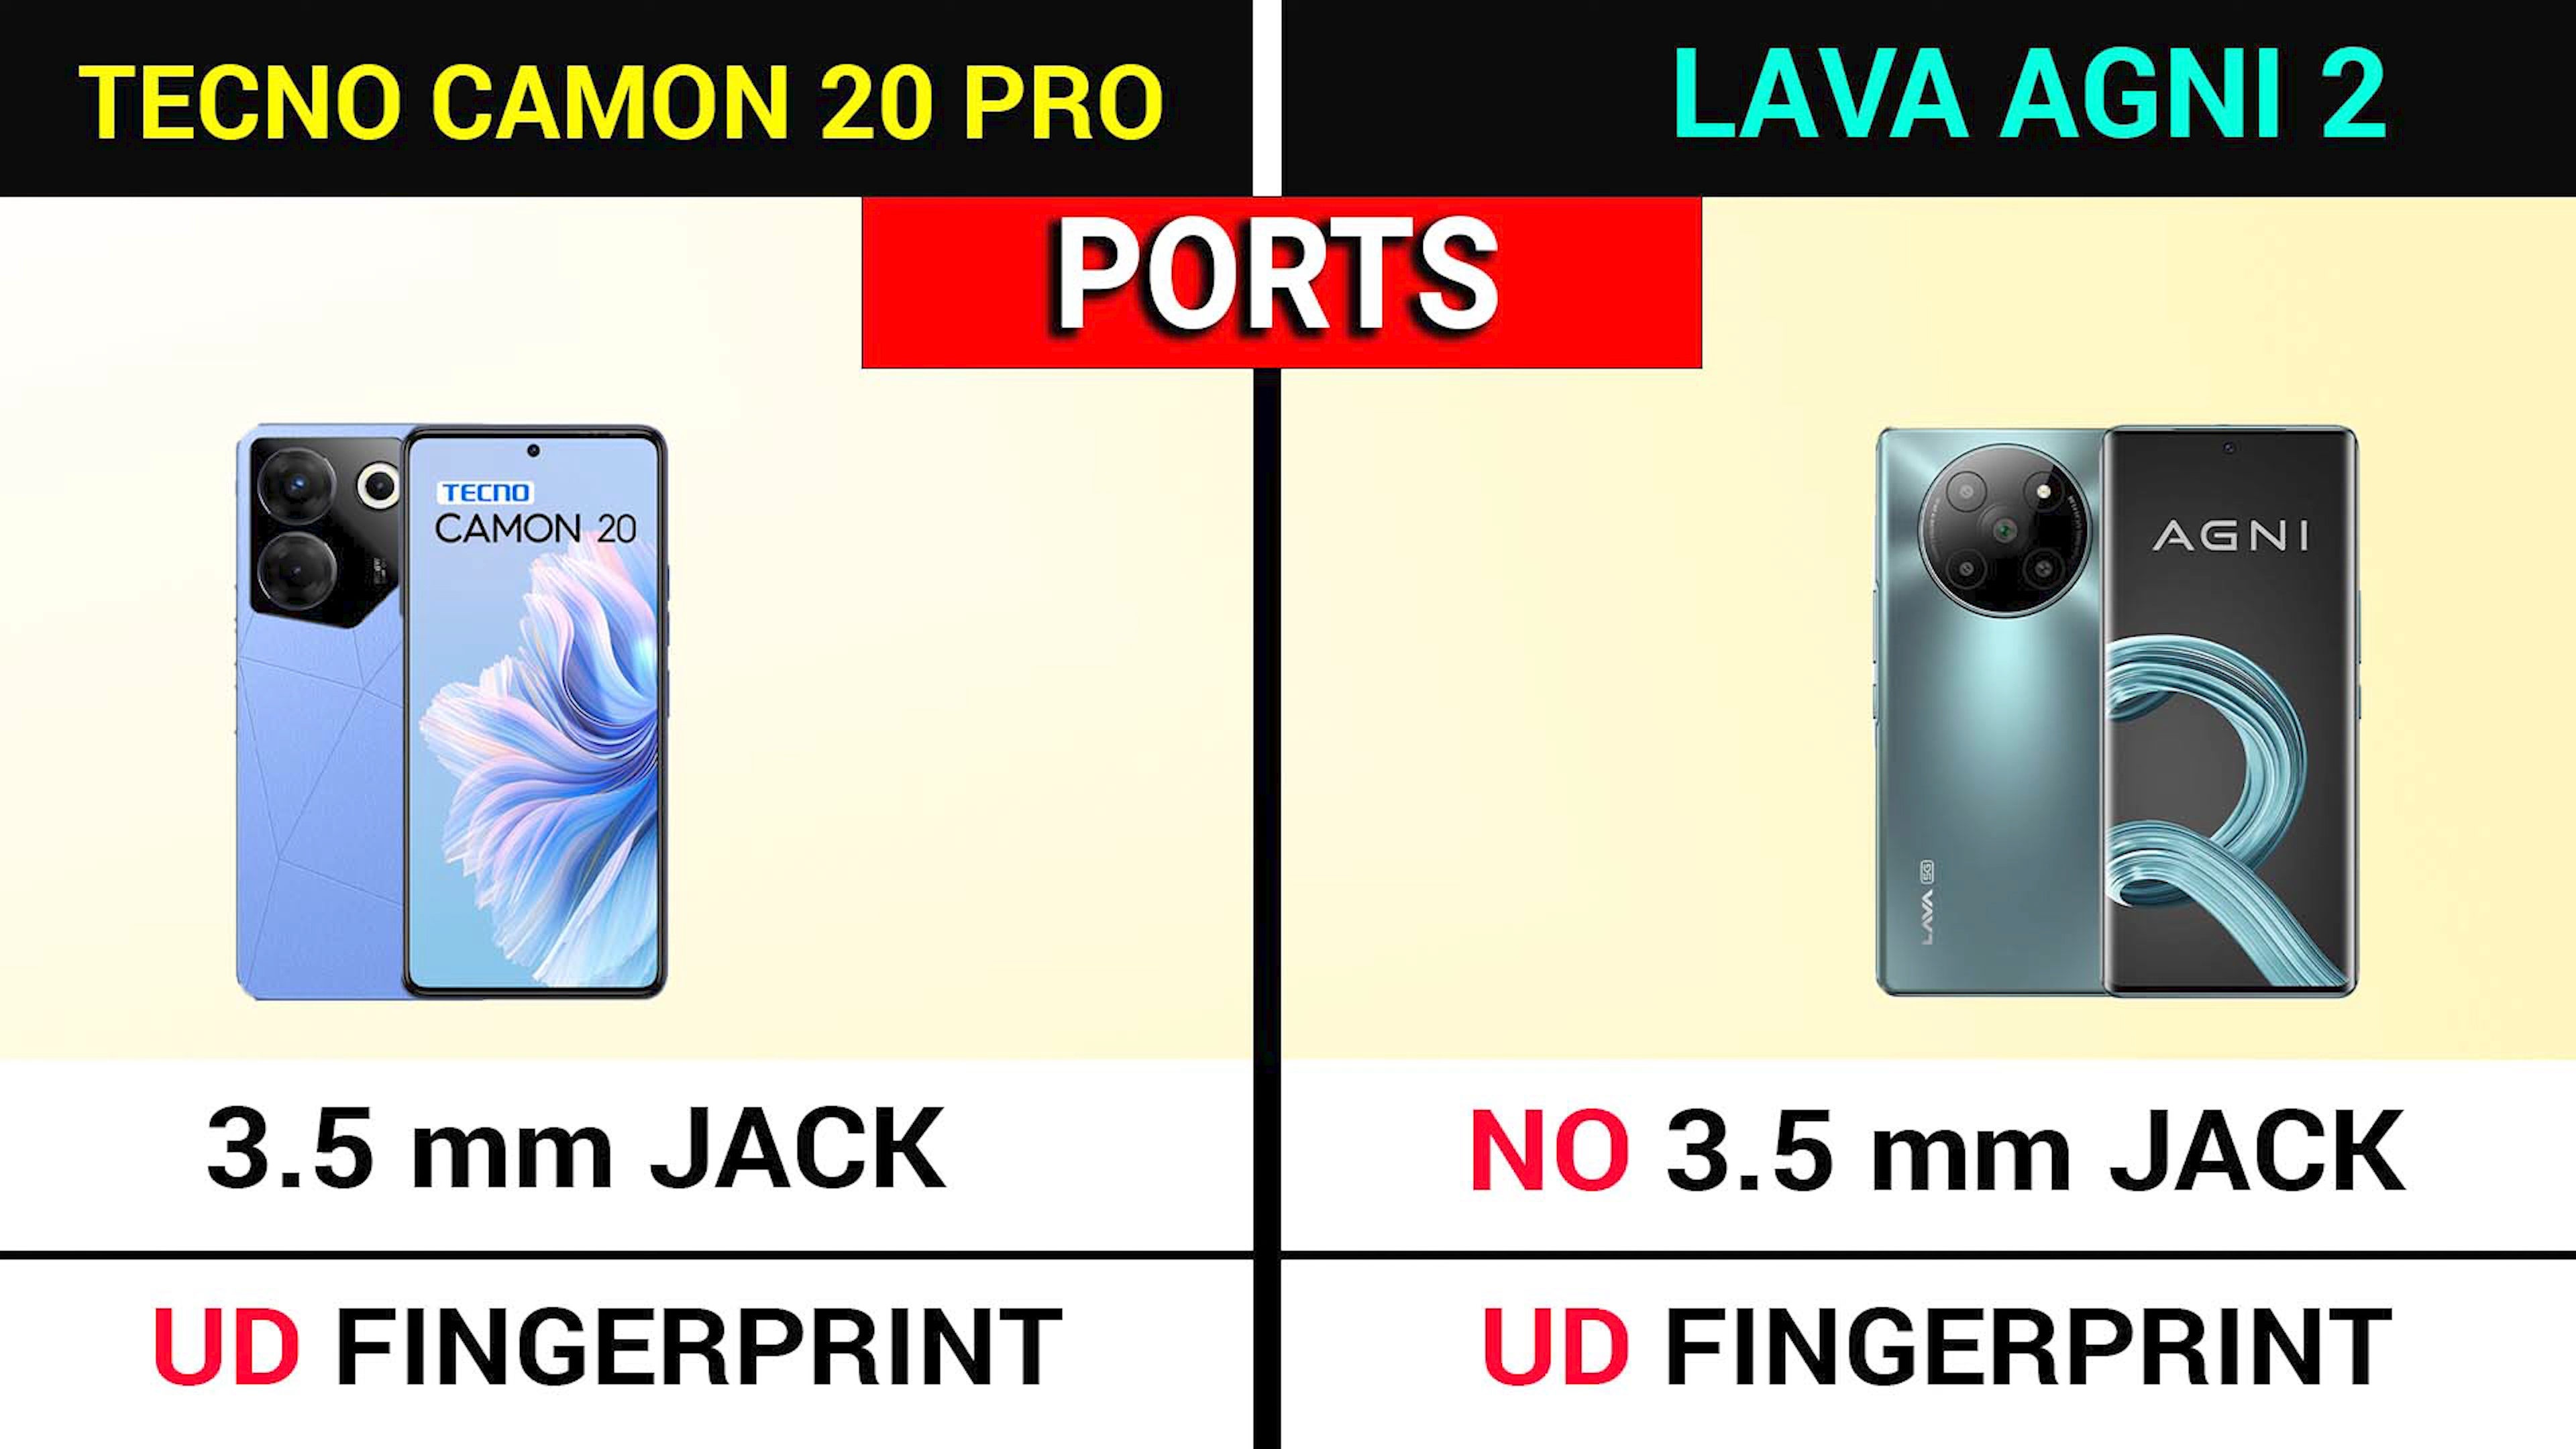 TECNO CAMON 20 PRO
LAVA AGNI 2
PORTS
TECNO
CAMON 20
AGNI
LAVA 5G
3.5 mm JACK
NO 3.5 mm JACK
UD FINGERPRINT
UD FINGERPRINT